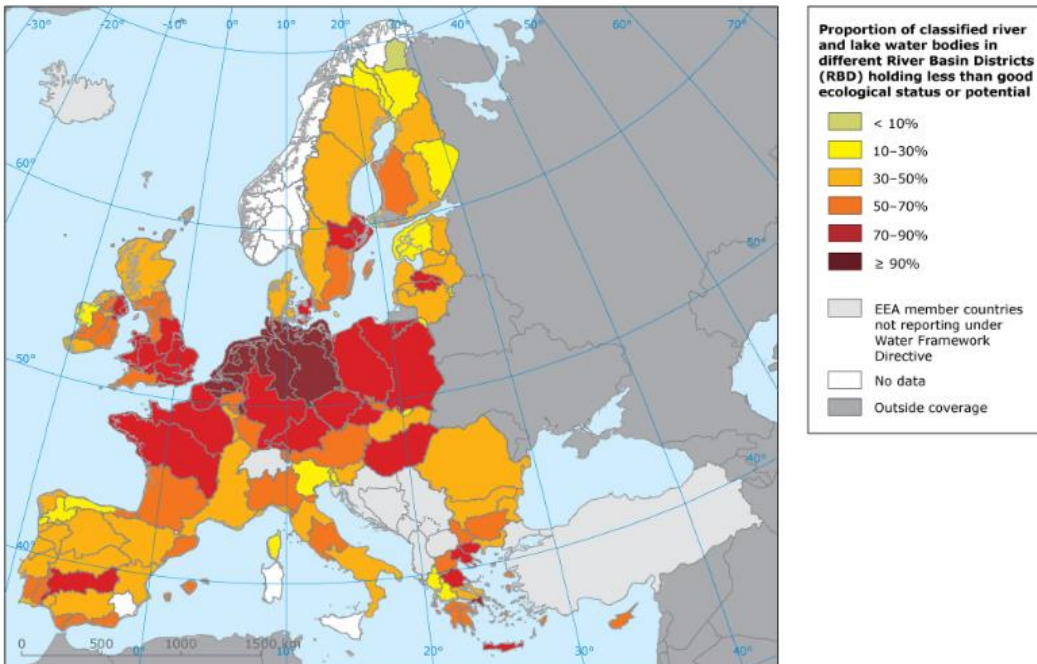 -30° -20° -10° 0° 10° 20° 30° 40° 50° 60° 70°
60°
50°
40°
60°
50°
40°
0 500 1000 1500 km
0° 10° 20° 30° 40°
Proportion of classified river
and lake water bodies in
different River Basin Districts
(RBD) holding less than good
ecological status or potential
< 10%
10–30%
30–50%
50–70%
70–90%
≥ 90%
EEA member countries
not reporting under
Water Framework
Directive
No data
Outside coverage